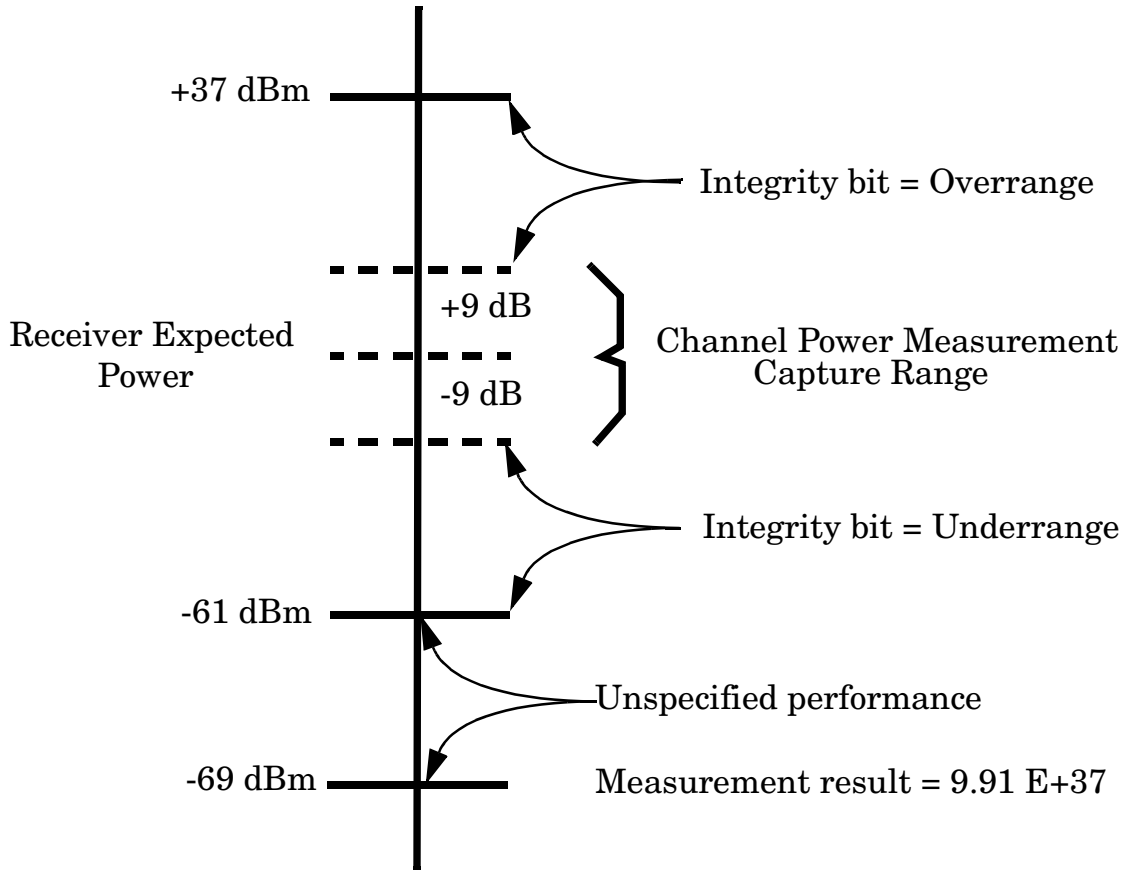 +37 dBm
Integrity bit = Overrange
+9 dB
Receiver Expected
Power
Channel Power Measurement
Capture Range
-9 dB
Integrity bit = Underrange
-61 dBm
Unspecified performance
-69 dBm
Measurement result = 9.91 E+37